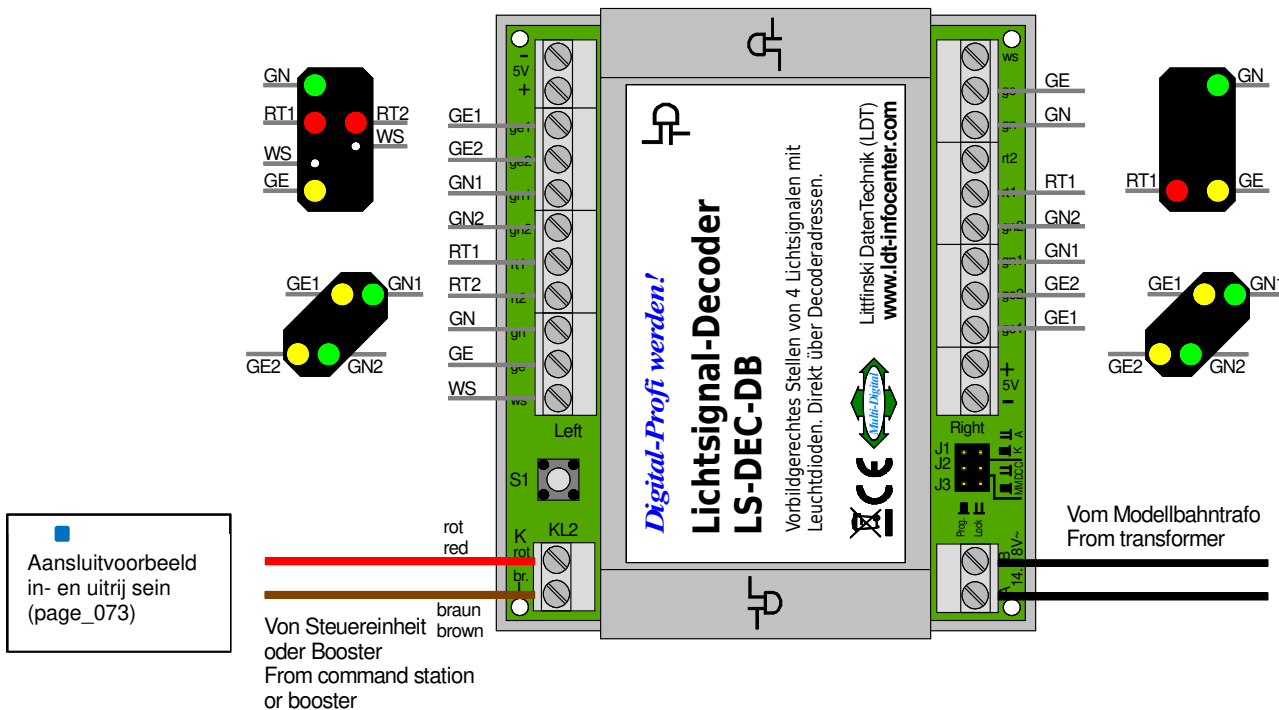 GN
RT1
RT2
WS
WS
GE
GE1
GN1
GE2
GN2
GE1
GE2
GN1
GN2
RT1
RT2
GN
GE
WS
-
5V
+
ge1
ge2
gn1
gn2
rt1
rt2
gn
ge
ws
Left
S1
K
KL2
rot
br.
rot
red
braun
brown
Von Steuereinheit
oder Booster
From command station
or booster
Aansluitvoorbeeld
in- en uitrij sein
(page_073)
Digital-Profi werden!
Lichtsignal-Decoder
LS-DEC-DB
Vorbildgerechtes Stellen von 4 Lichtsignalen mit
Leuchtdioden. Direkt über Decoderadressen.
Littfinski DatenTechnik (LDT)
www.ldt-infocenter.com
Multi-Digital
CE
ws
ge
gn
rt2
rt1
gn2
gn1
ge2
ge1
+
5V
-
Right
GE
GN
RT1
GN2
GN1
GE2
GE1
J1
J2
J3
A
K
DCC
MM
Prog.
Lock
B
A
14..18V~
Vom Modellbahntrafo
From transformer
GN
RT1
GE
GE1
GN1
GE2
GN2